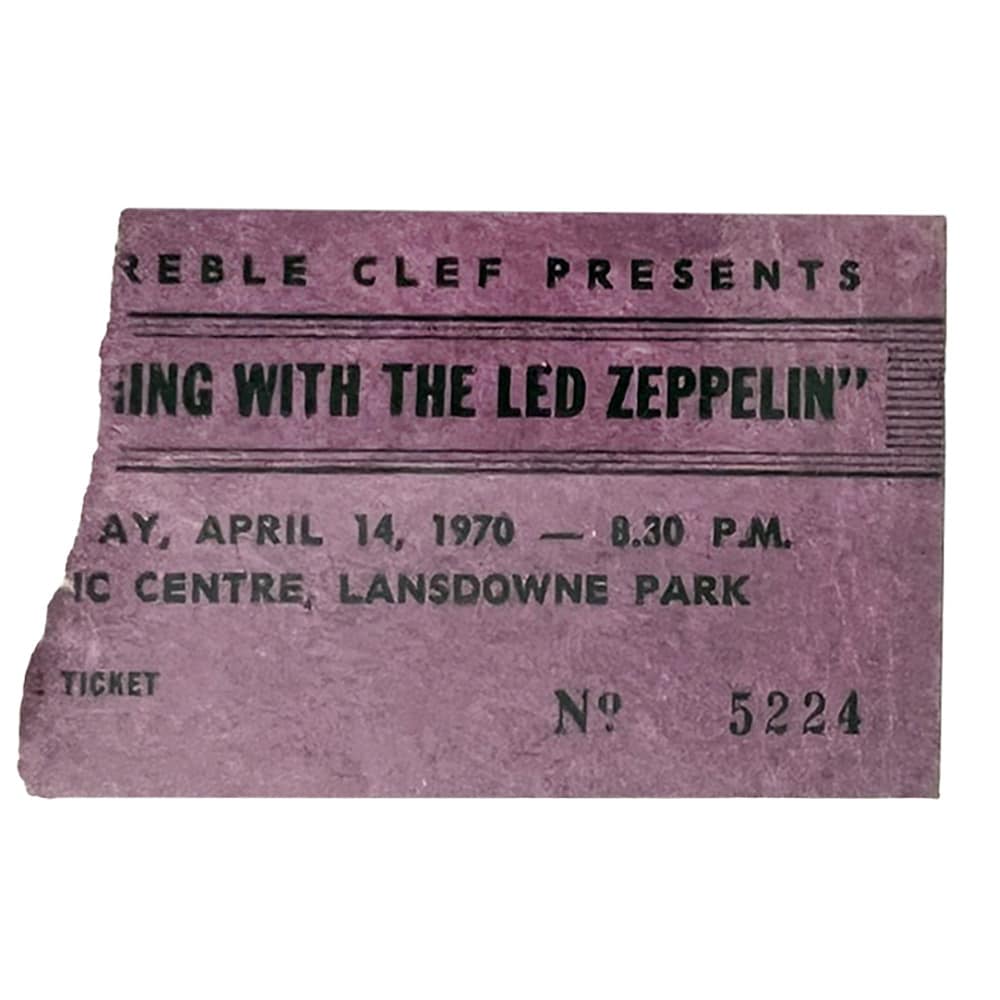 REBLE CLEF PRESENTS
ING WITH THE LED ZEPPELIN”
AY, APRIL 14, 1970 — 8.30 P.M.
IC CENTRE, LANSDOWNE PARK
TICKET
Nº 5224